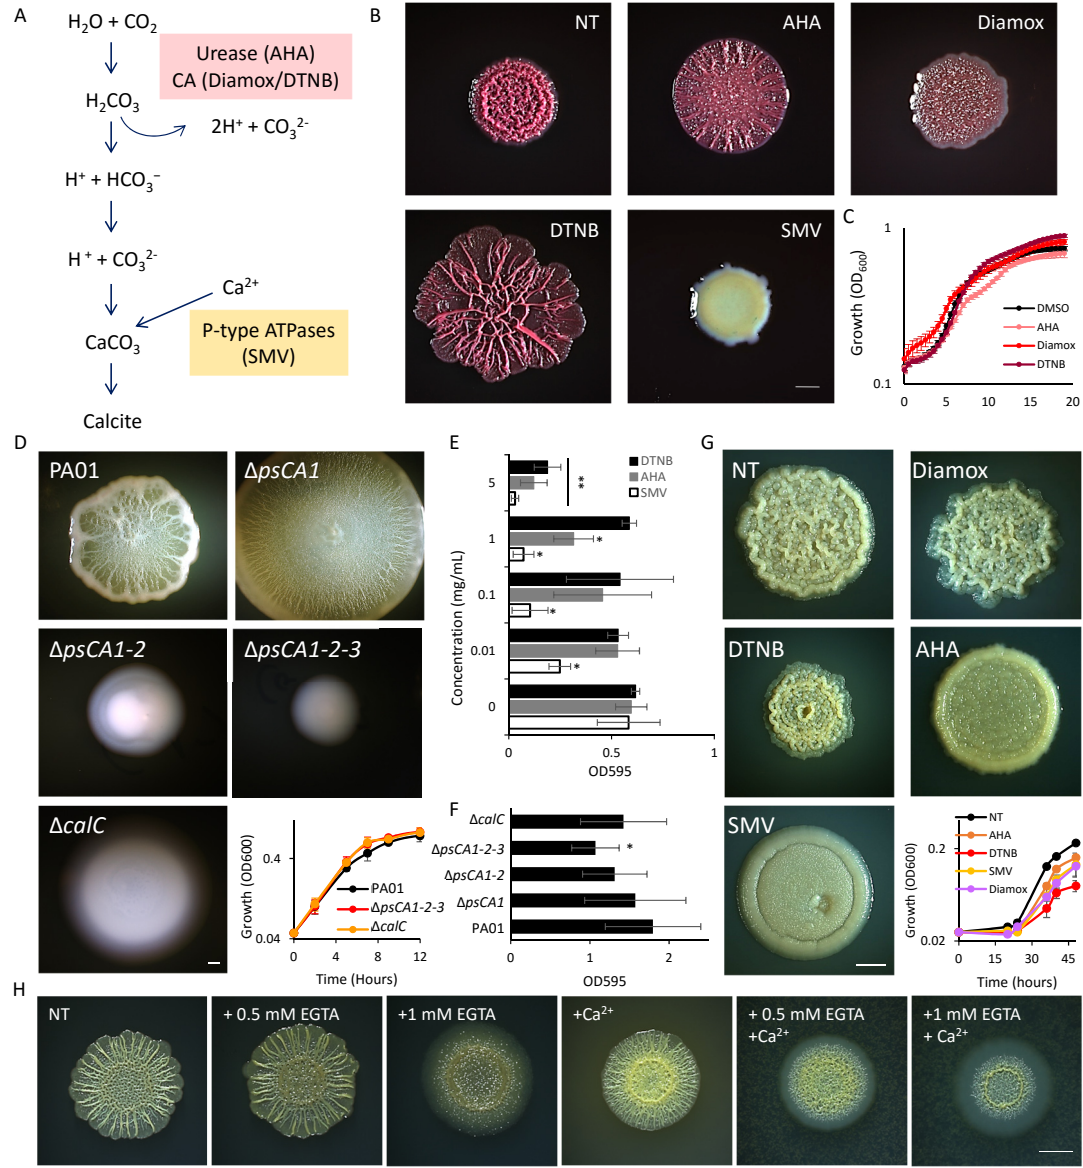 A
H₂O + CO₂
Urease (AHA)
CA (Diamox/DTNB)
H₂CO₃
2H⁺ + CO₃²⁻
H⁺ + HCO₃⁻
H⁺ + CO₃²⁻
Ca²⁺
P-type ATPases
(SMV)
CaCO₃
Calcite
B
NT
AHA
Diamox
DTNB
SMV
C
Growth (OD₆₀₀)
1
0.1
0
5
10
15
20
DMSO
AHA
Diamox
DTNB
D
PA01
ΔpsCA1
ΔpsCA1-2
ΔpsCA1-2-3
ΔcalC
Growth (OD600)
0.4
0.04
0
4
8
12
Time (Hours)
PA01
ΔpsCA1-2-3
ΔcalC
E
Concentration (mg/mL)
5
1
0.1
0.01
0
DTNB
AHA
SMV
**
*
*
*
*
0
0.5
1
OD595
F
ΔcalC
ΔpsCA1-2-3
ΔpsCA1-2
ΔpsCA1
PA01
*
0
1
2
OD595
G
NT
Diamox
DTNB
AHA
SMV
Growth (OD600)
0.2
0.02
NT
AHA
DTNB
SMV
Diamox
0
15
30
45
Time (hours)
H
NT
+ 0.5 mM EGTA
+1 mM EGTA
+Ca²⁺
+ 0.5 mM EGTA
+Ca²⁺
+1 mM EGTA
+ Ca²⁺